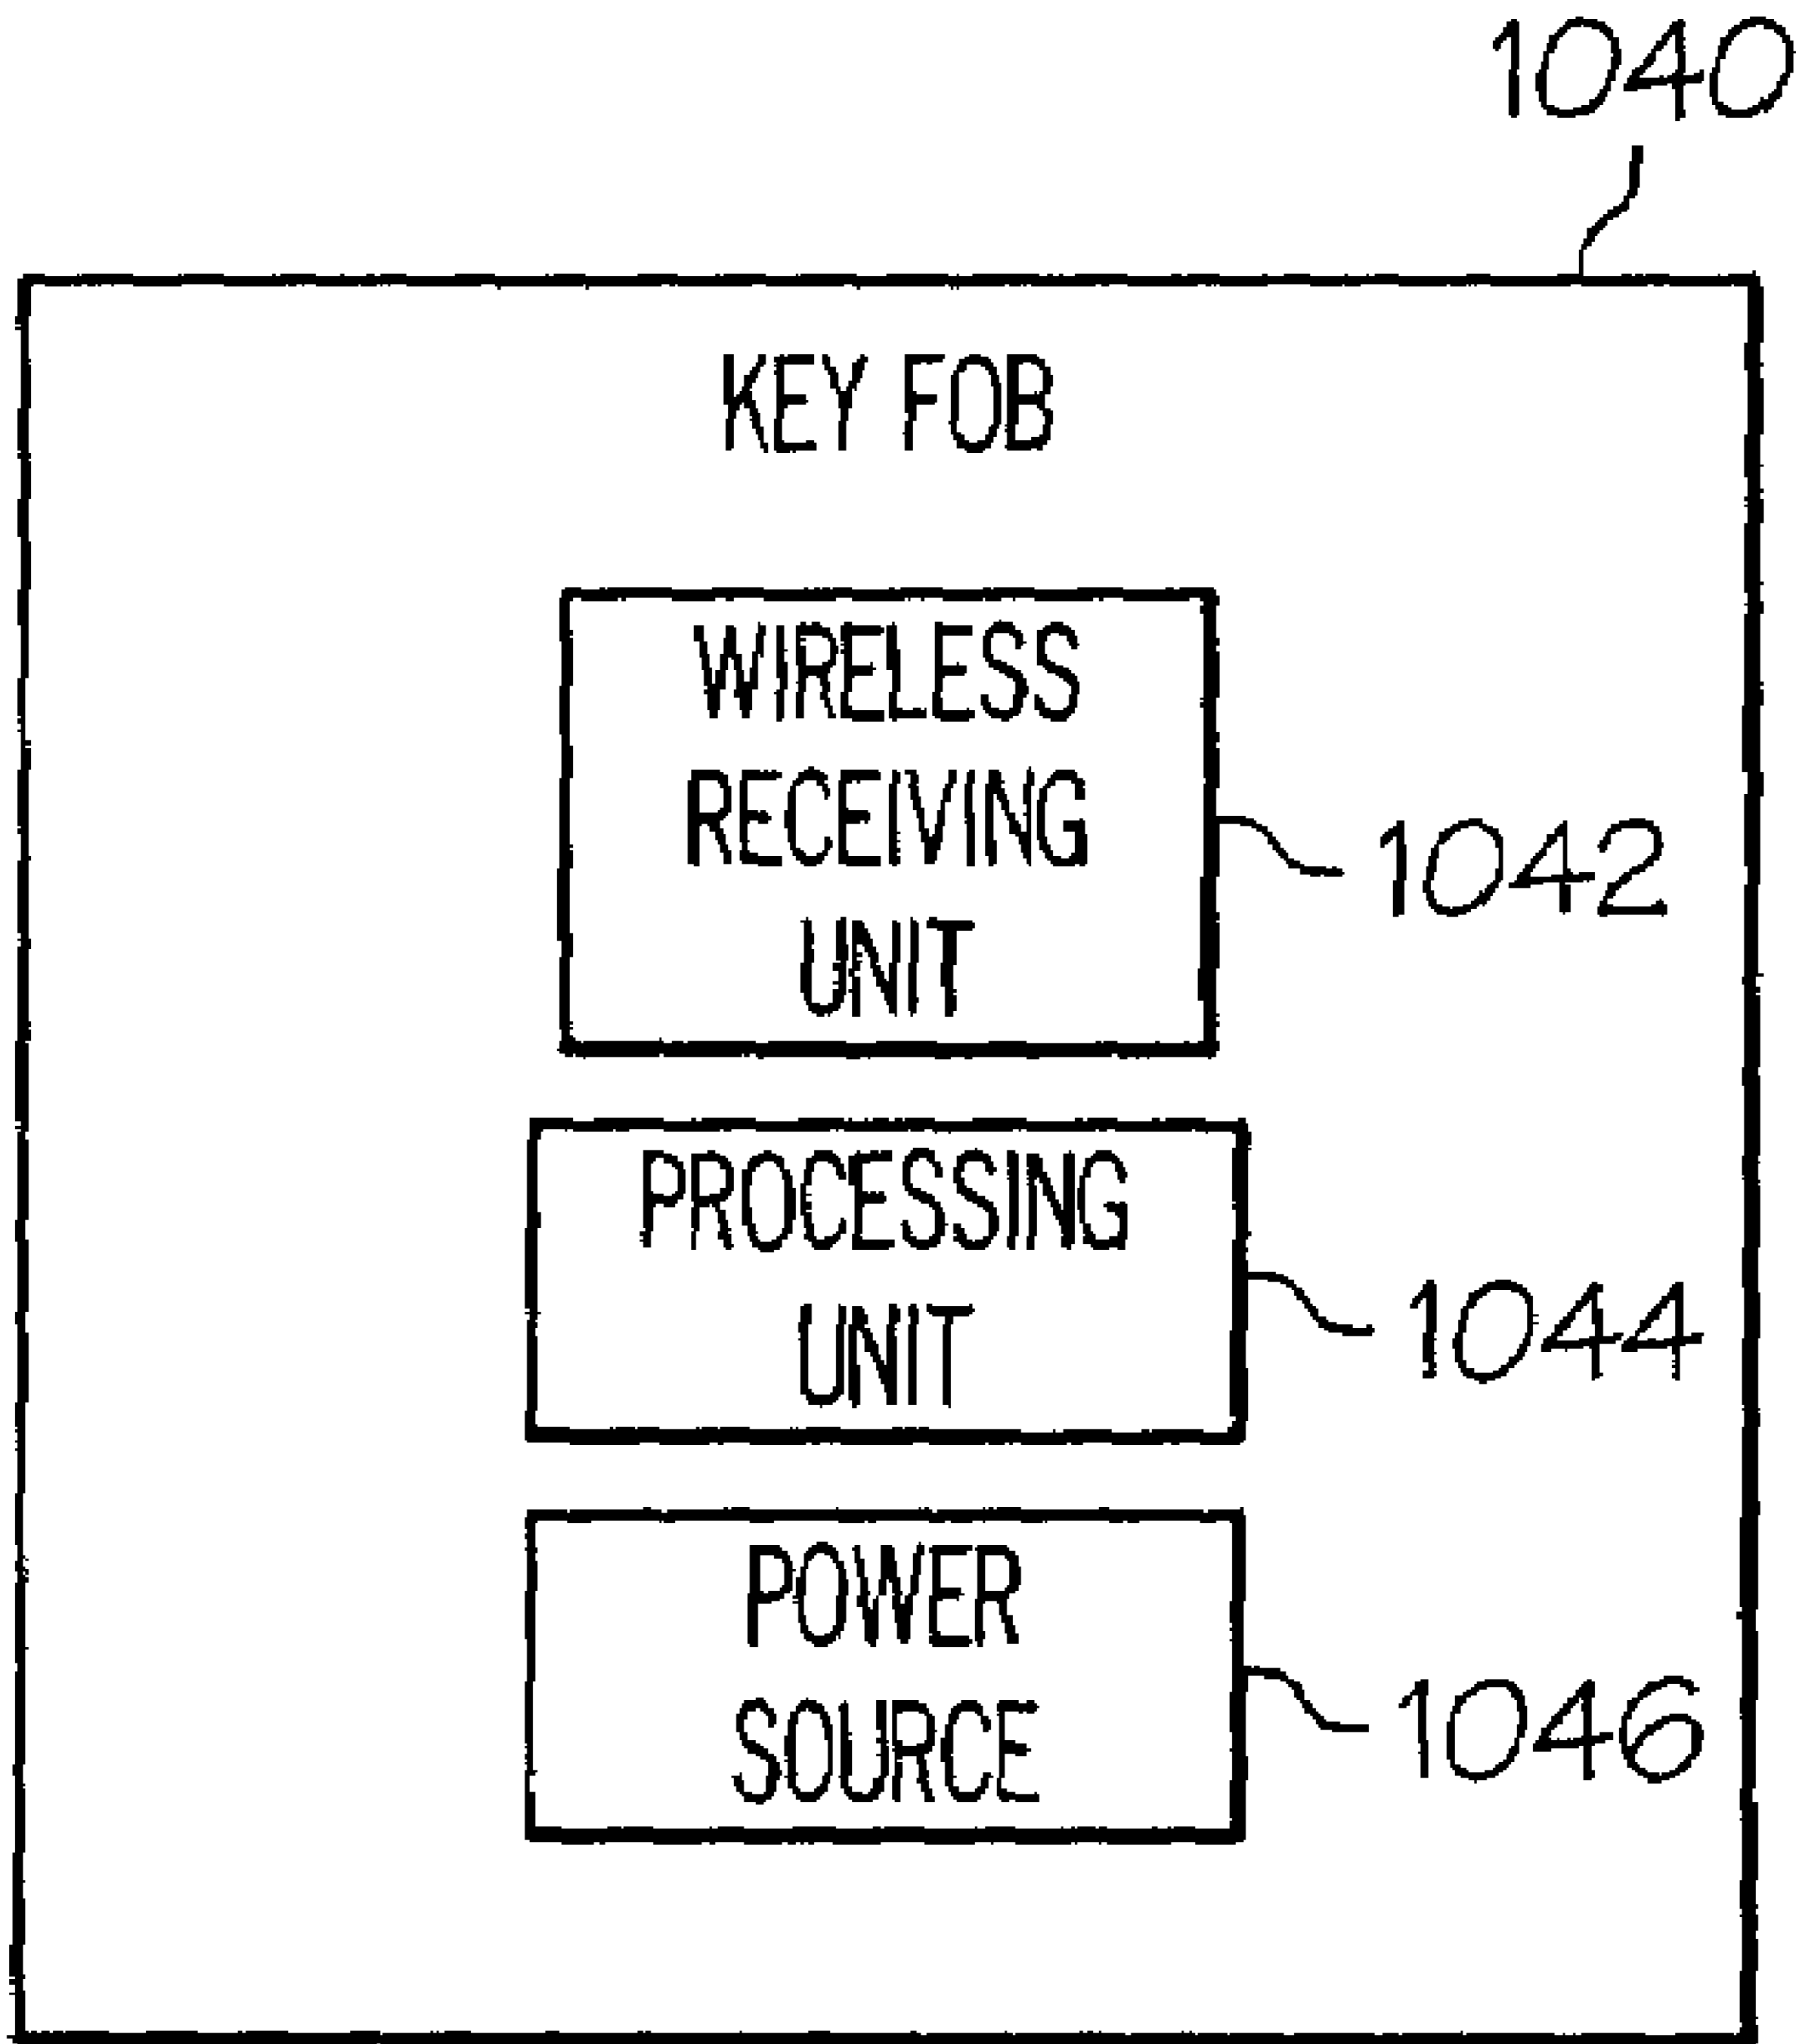 1040
KEY FOB
WIRELESS
RECEIVING
UNIT
1042
PROCESSING
UNIT
1044
POWER
SOURCE
1046